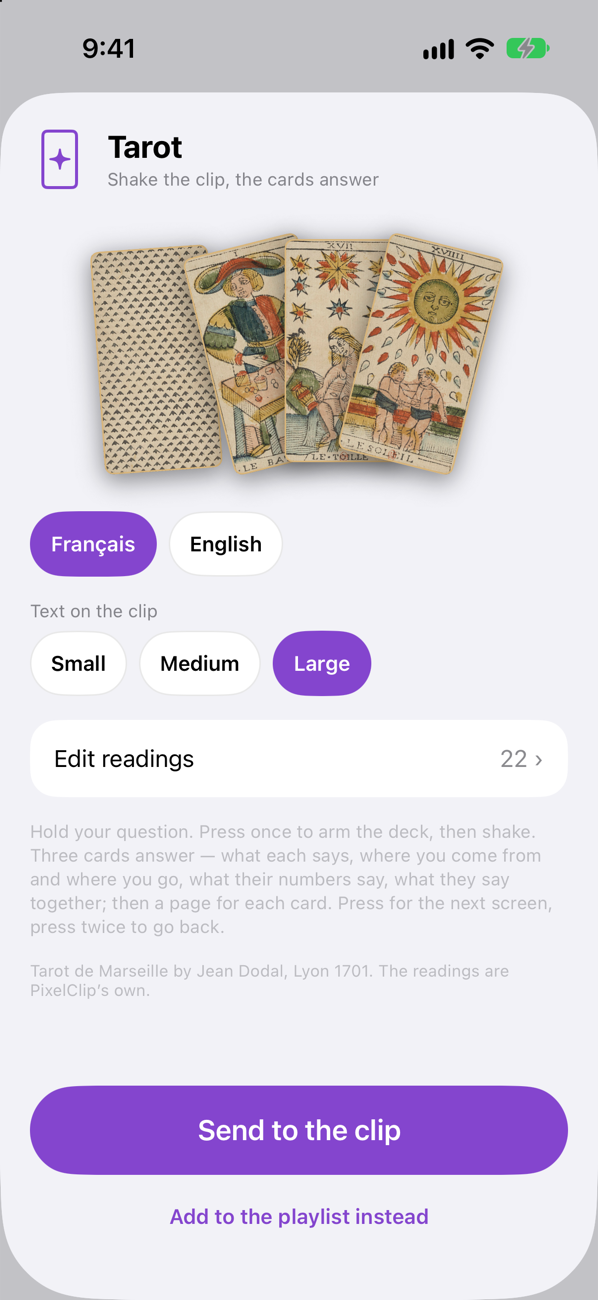 9:41
Tarot
Shake the clip, the cards answer
I
XVII
XVIIII
LE BA
LE•TOILLE
LE SOLEIL
Français
English
Text on the clip
Small
Medium
Large
Edit readings
22 ›
Hold your question. Press once to arm the deck, then shake.
Three cards answer — what each says, where you come from
and where you go, what their numbers say, what they say
together; then a page for each card. Press for the next screen,
press twice to go back.
Tarot de Marseille by Jean Dodal, Lyon 1701. The readings are
PixelClip’s own.
Send to the clip
Add to the playlist instead